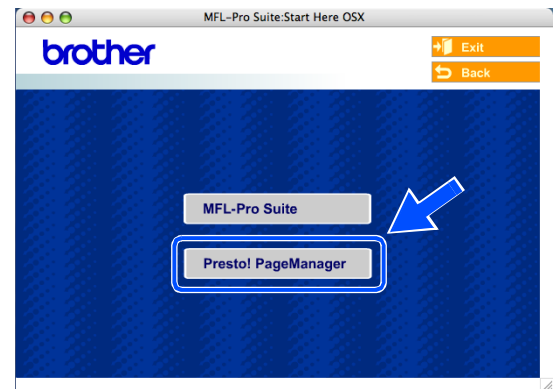 MFL-Pro Suite:Start Here OSX
brother
Exit
Back
MFL-Pro Suite
Presto! PageManager